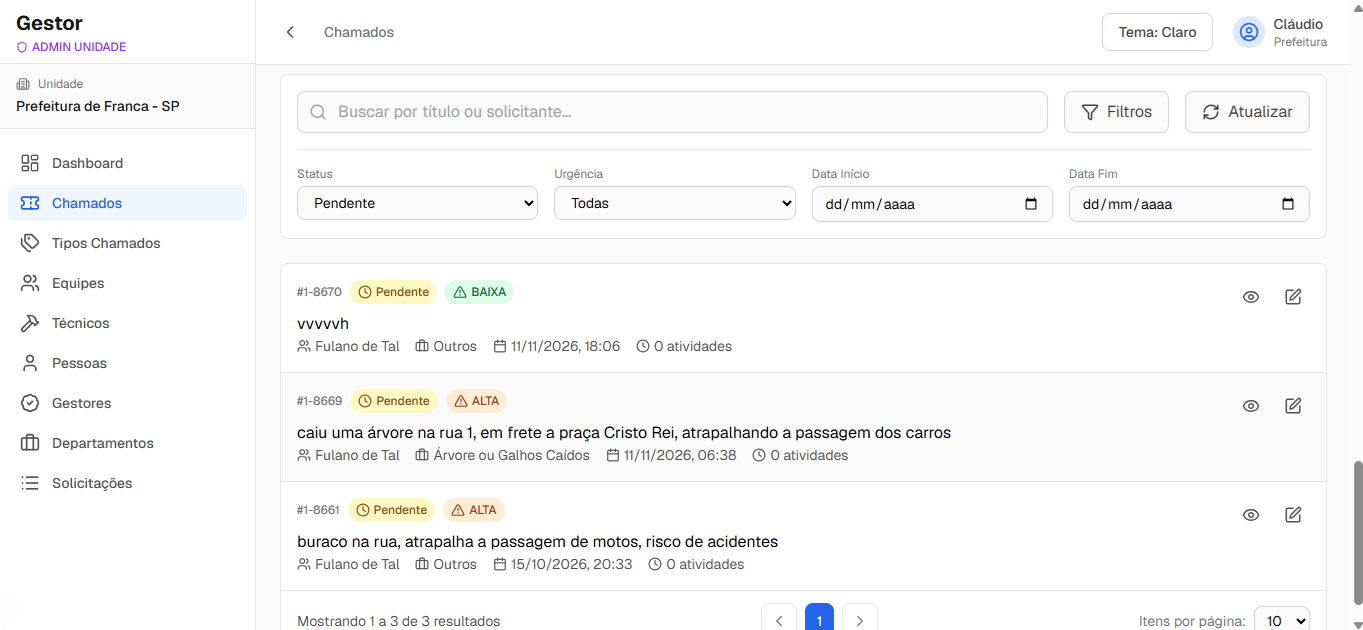 Gestor
ADMIN UNIDADE
Unidade
Prefeitura de Franca - SP
Dashboard
Chamados
Tipos Chamados
Equipes
Técnicos
Pessoas
Gestores
Departamentos
Solicitações
Chamados
Tema: Claro
Cláudio
Prefeitura
Buscar por título ou solicitante...
Filtros
Atualizar
Status
Urgência
Data Início
Data Fim
Pendente
Todas
dd/mm/aaaa
dd/mm/aaaa
#1-8670 Pendente BAIXA
vvvvvh
Fulano de Tal Outros 11/11/2026, 18:06 0 atividades
#1-8669 Pendente ALTA
caiu uma árvore na rua 1, em frete a praça Cristo Rei, atrapalhando a passagem dos carros
Fulano de Tal Árvore ou Galhos Caídos 11/11/2026, 06:38 0 atividades
#1-8661 Pendente ALTA
buraco na rua, atrapalha a passagem de motos, risco de acidentes
Fulano de Tal Outros 15/10/2026, 20:33 0 atividades
Mostrando 1 a 3 de 3 resultados
1
Itens por página: 10